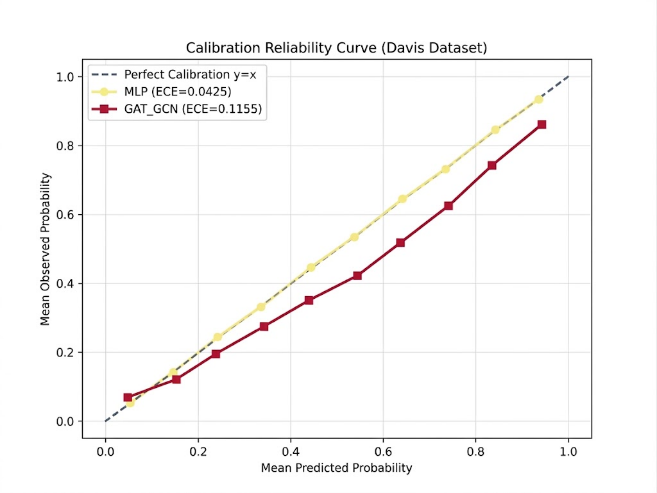 Calibration Reliability Curve (Davis Dataset)
Perfect Calibration y=x
MLP (ECE=0.0425)
GAT_GCN (ECE=0.1155)
1.0
0.8
0.6
0.4
0.2
0.0
Mean Observed Probability
0.0 0.2 0.4 0.6 0.8 1.0
Mean Predicted Probability